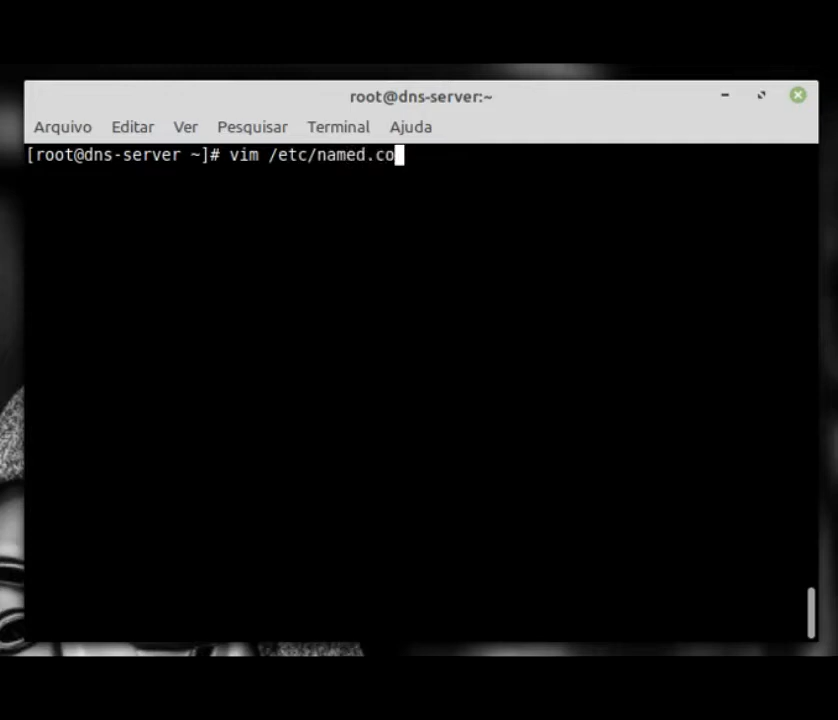 root@dns-server:~
Arquivo Editar Ver Pesquisar Terminal Ajuda
[root@dns-server ~]# vim /etc/named.co